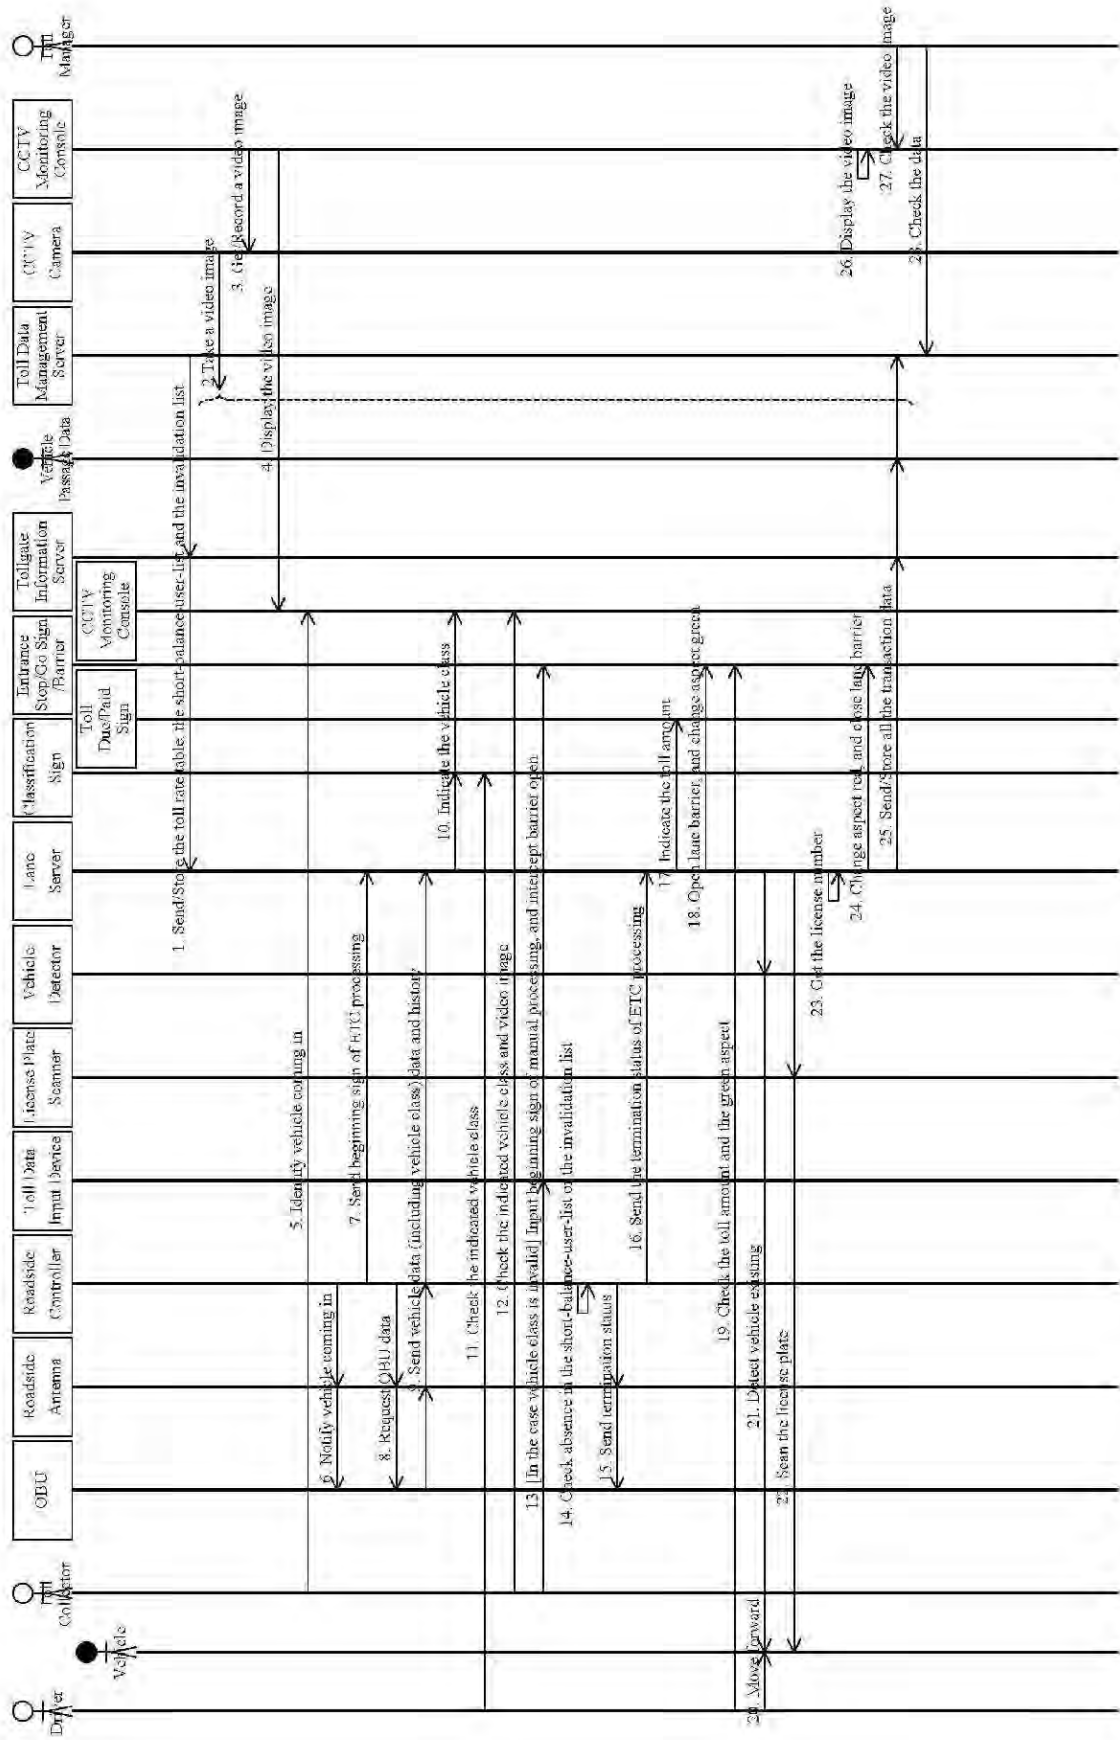 Driver
Vehicle
Toll
Collector
OBU
Roadside
Antenna
Roadside
Controller
Toll Data
Input Device
License Plate
Scanner
Vehicle
Detector
Lane
Server
Classification
Sign
Toll
Due/Paid
Sign
Entrance
Stop/Go Sign
/Barrier
CCTV
Monitoring
Console
Tollgate
Information
Server
Vehicle
Passage Data
Toll Data
Management
Server
CCTV
Camera
CCTV
Monitoring
Console
Toll
Manager
1. Send/Store the toll rate table, the short-balance-user-list and the invalidation list
2 Take a video image
3. Get/Record a video image
4. Display the video image
5. Identify vehicle coming in
6. Notify vehicle coming in
7. Send beginning sign of ETC processing
8. Request OBU data
9. Send vehicle data (including vehicle class) data and history
10. Indicate the vehicle class
11. Check the indicated vehicle class
12. Check the indicated vehicle class and video image
13. [In the case vehicle class is invalid] Input beginning sign of manual processing, and intercept barrier open
14. Check absence in the short-balance-user-list or the invalidation list
15. Send termination status
16. Send the termination status of ETC processing
17. Indicate the toll amount
18. Open lane barrier, and change aspect green
19. Check the toll amount and the green aspect
20. Move forward
21. Detect vehicle existing
22. Scan the license plate
23. Get the license number
24. Change aspect red, and close lane barrier
25. Send/Store all the transaction data
26. Display the video image
27. Check the video image
28. Check the data